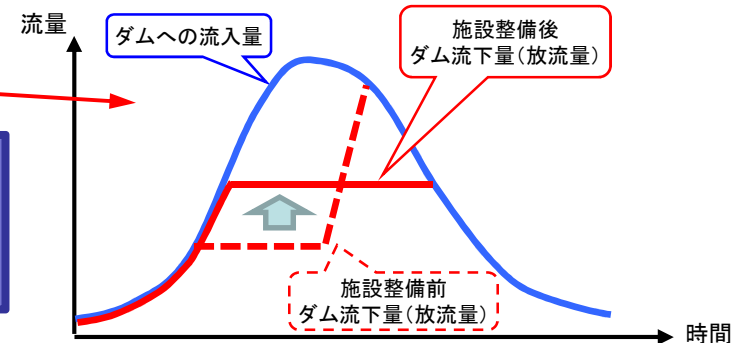 流量
ダムへの流入量
施設整備後
ダム流下量(放流量)
施設整備前
ダム流下量(放流量)
時間